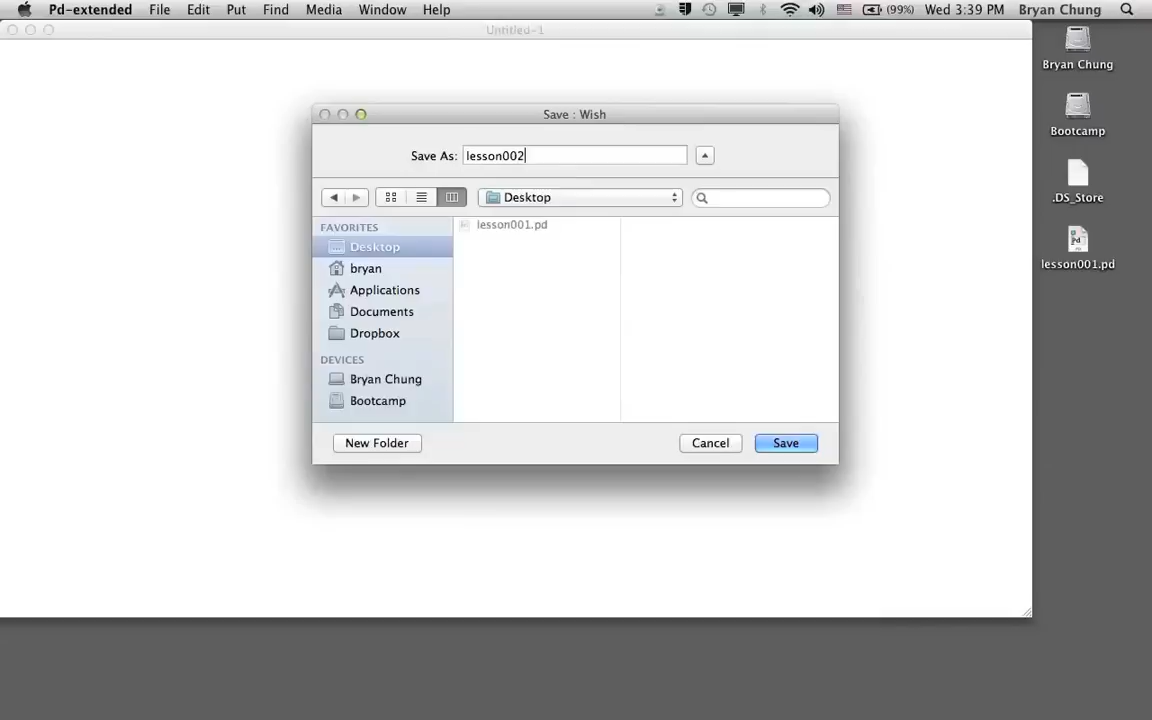 Pd-extended File Edit Put Find Media Window Help (99%) Wed 3:39 PM Bryan Chung
Untitled-1
Bryan Chung
Bootcamp
.DS_Store
lesson001.pd
Save : Wish
Save As: lesson002
Desktop
FAVORITES
Desktop
bryan
Applications
Documents
Dropbox
DEVICES
Bryan Chung
Bootcamp
lesson001.pd
New Folder Cancel Save